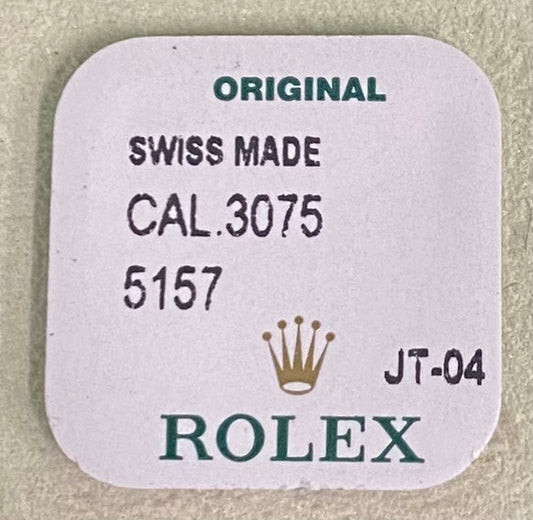 ORIGINAL
SWISS MADE
CAL.3075
5157
JT-04
ROLEX